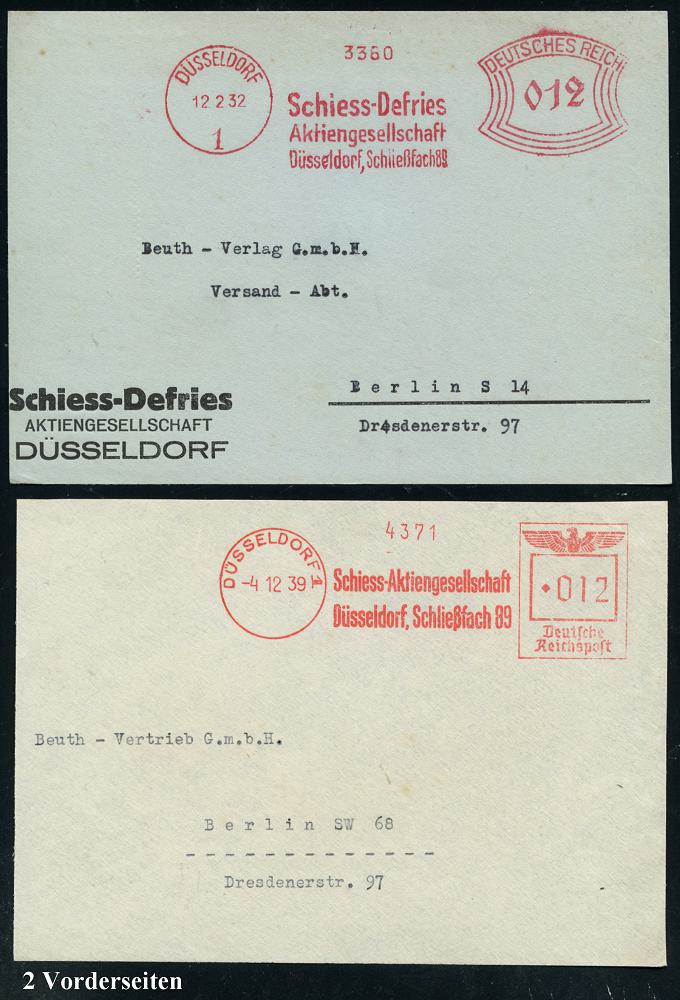 DÜSSELDORF
12 2 32
1
3380
Schiess-Defries
Aktiengesellschaft
Düsseldorf, Schließfach 89
DEUTSCHES REICH
012
Beuth - Verlag G.m.b.H.
Versand - Abt.
Berlin S 14
Dresdenerstr. 97
Schiess-Defries
AKTIENGESELLSCHAFT
DÜSSELDORF
DÜSSELDORF 1
-4 12 39
4371
Schiess-Aktiengesellschaft
Düsseldorf, Schließfach 89
012
Deutsche
Reichspost
Beuth - Vertrieb G.m.b.H.
Berlin SW 68
Dresdenerstr. 97
2 Vorderseiten